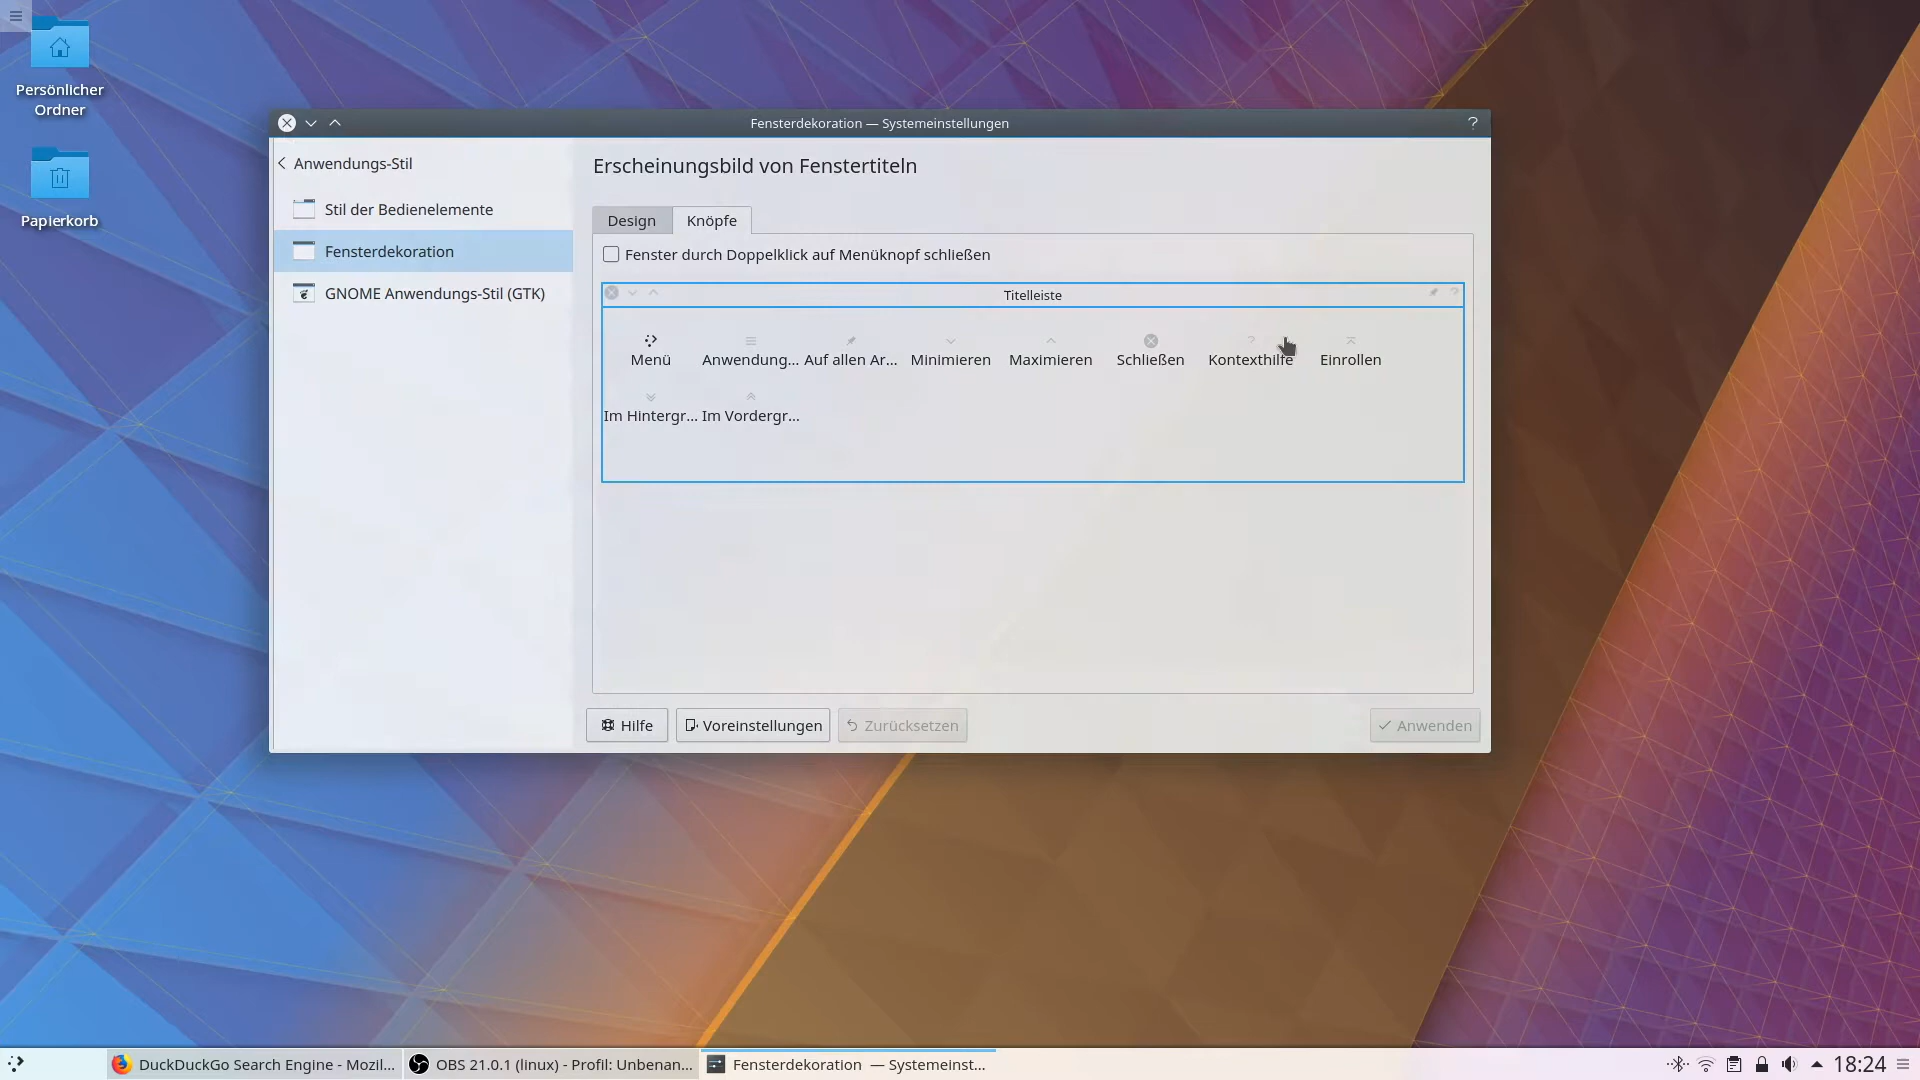 Persönlicher
Ordner
Papierkorb
Fensterdekoration — Systemeinstellungen
?
Anwendungs-Stil
Stil der Bedienelemente
Fensterdekoration
GNOME Anwendungs-Stil (GTK)
Erscheinungsbild von Fenstertiteln
Design
Knöpfe
Fenster durch Doppelklick auf Menüknopf schließen
Titelleiste
?
?
Menü
Anwendung...
Auf allen Ar...
Minimieren
Maximieren
Schließen
Kontexthilfe
Einrollen
Im Hintergr...
Im Vordergr...
Hilfe
Voreinstellungen
Zurücksetzen
Anwenden
DuckDuckGo Search Engine - Mozil...
OBS 21.0.1 (linux) - Profil: Unbenan...
Fensterdekoration — Systemeinst...
18:24